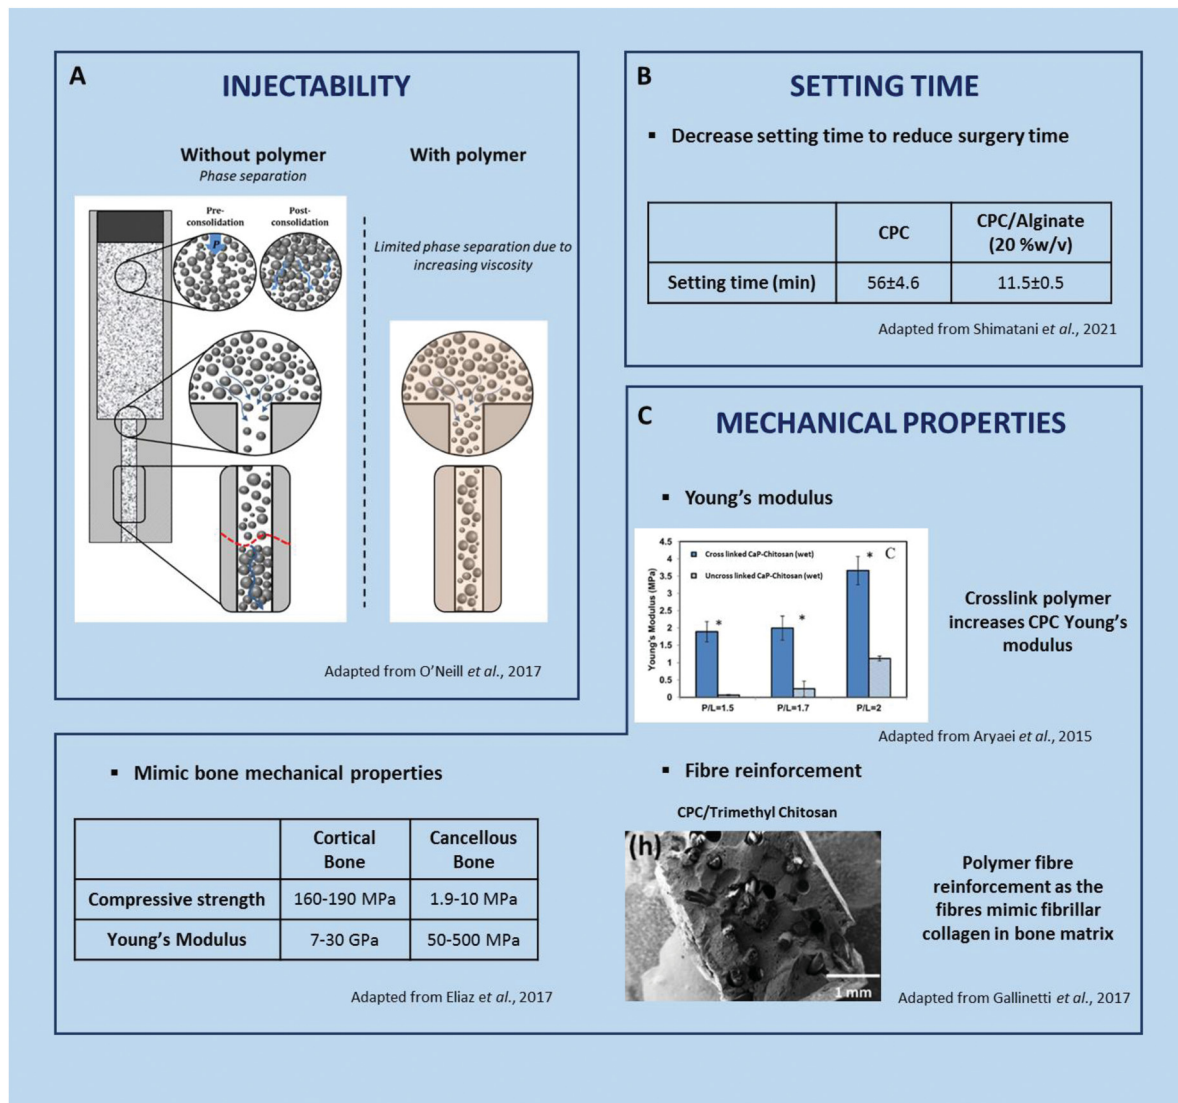 A
INJECTABILITY
Without polymer
Phase separation
With polymer
Pre-
consolidation
Post-
consolidation
P
Limited phase separation due to
increasing viscosity
Adapted from O'Neill et al., 2017
B
SETTING TIME
▪ Decrease setting time to reduce surgery time
CPC
CPC/Alginate
(20 %w/v)
Setting time (min)
56±4.6
11.5±0.5
Adapted from Shimatani et al., 2021
C
MECHANICAL PROPERTIES
▪ Young's modulus
Young's Modulus (MPa)
4.5
4
3.5
3
2.5
2
1.5
1
0.5
0
Cross linked CaP-Chitosan (wet)
Uncross linked CaP-Chitosan (wet)
*
*
*
C
P/L=1.5
P/L=1.7
P/L=2
Crosslink polymer
increases CPC Young's
modulus
Adapted from Aryaei et al., 2015
▪ Mimic bone mechanical properties
Cortical
Bone
Cancellous
Bone
Compressive strength
160-190 MPa
1.9-10 MPa
Young's Modulus
7-30 GPa
50-500 MPa
Adapted from Eliaz et al., 2017
▪ Fibre reinforcement
CPC/Trimethyl Chitosan
(h)
1 mm
Polymer fibre
reinforcement as the
fibres mimic fibrillar
collagen in bone matrix
Adapted from Gallinetti et al., 2017